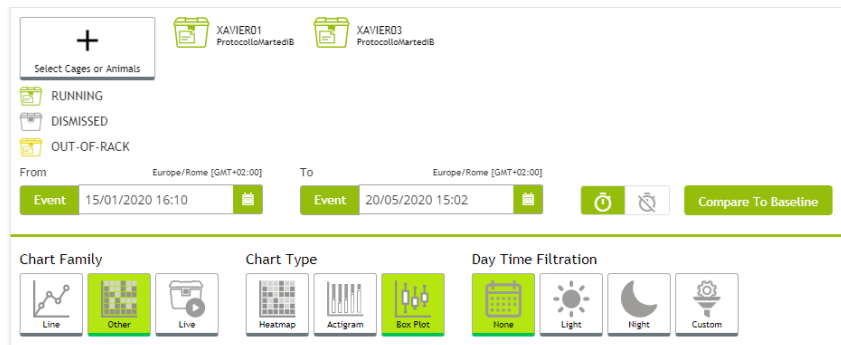 XAVIER01
ProtocolloMartediB
XAVIER03
ProtocolloMartediB
Select Cages or Animals
RUNNING
DISMISSED
OUT-OF-RACK
From Europe/Rome [GMT+02:00] To Europe/Rome [GMT+02:00]
Event 15/01/2020 16:10 Event 20/05/2020 15:02 Compare To Baseline
Chart Family Chart Type Day Time Filtration
Line Other Live Heatmap Actigram Box Plot None Light Night Custom